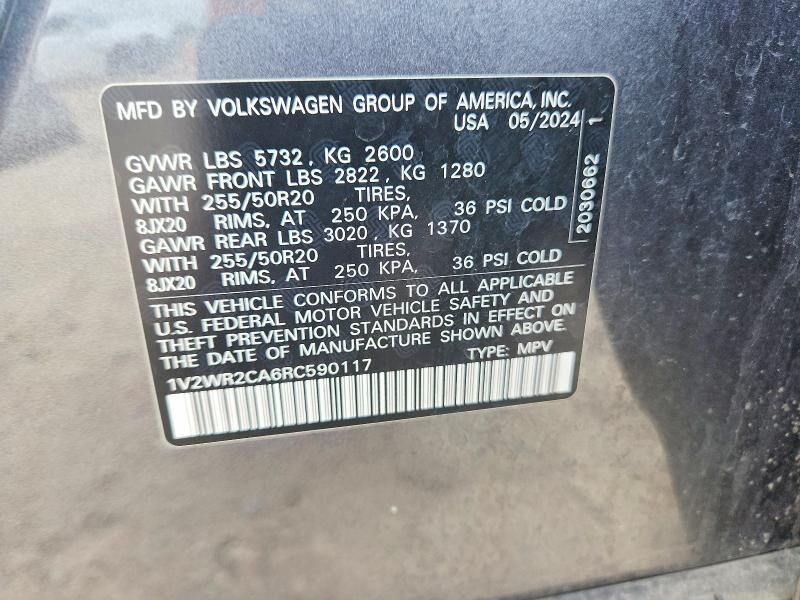 MFD BY VOLKSWAGEN GROUP OF AMERICA, INC.
USA 05/2024
GVWR LBS 5732, KG 2600
GAWR FRONT LBS 2822, KG 1280
WITH 255/50R20 TIRES,
8JX20 RIMS, AT 250 KPA, 36 PSI COLD
GAWR REAR LBS 3020, KG 1370
WITH 255/50R20 TIRES,
8JX20 RIMS, AT 250 KPA, 36 PSI COLD
THIS VEHICLE CONFORMS TO ALL APPLICABLE
U.S. FEDERAL MOTOR VEHICLE SAFETY AND
THEFT PREVENTION STANDARDS IN EFFECT ON
THE DATE OF MANUFACTURE SHOWN ABOVE.
1V2WR2CA6RC590117 TYPE: MPV
2030662 1